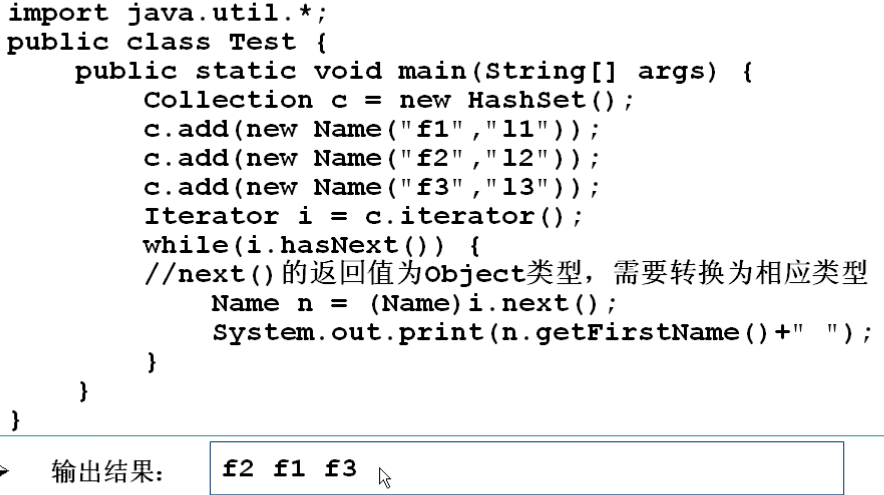 import java.util.*;
public class Test {
    public static void main(String[] args) {
        Collection c = new HashSet();
        c.add(new Name("f1","l1"));
        c.add(new Name("f2","l2"));
        c.add(new Name("f3","l3"));
        Iterator i = c.iterator();
        while(i.hasNext()) {
        //next()的返回值为Object类型，需要转换为相应类型
            Name n = (Name)i.next();
            System.out.print(n.getFirstName()+" ");
        }
    }
}
输出结果： f2 f1 f3